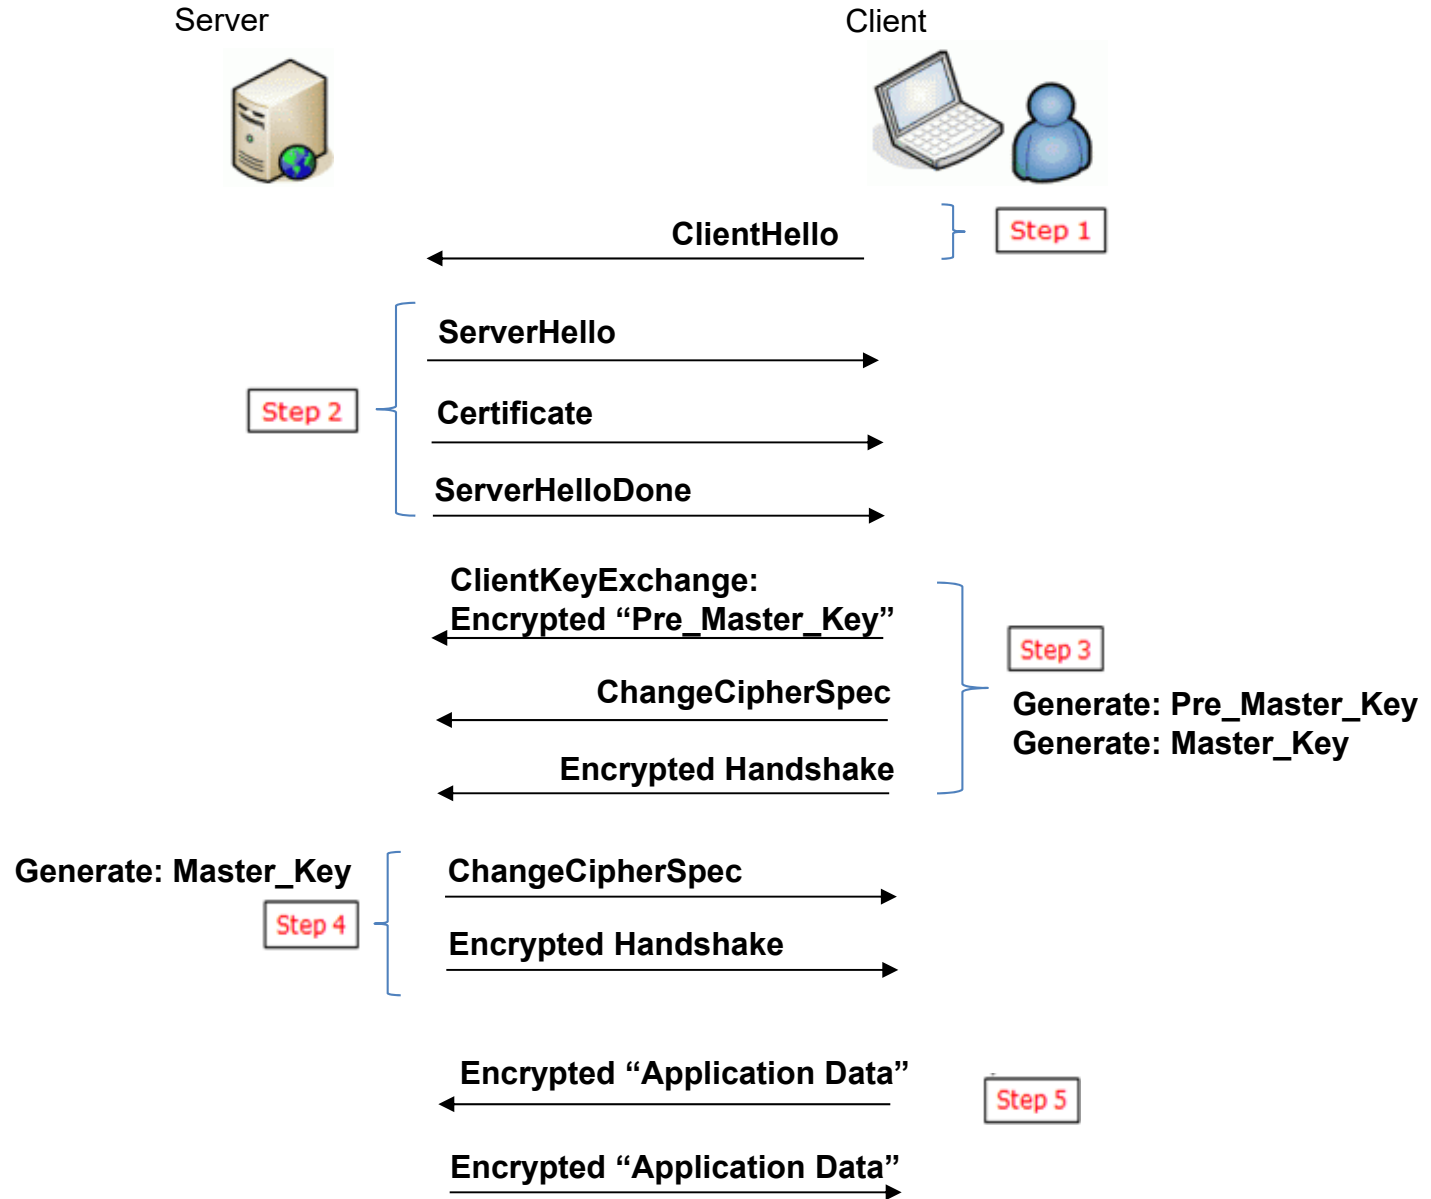 Server
Client
ClientHello
Step 1
ServerHello
Step 2
Certificate
ServerHelloDone
ClientKeyExchange:
Encrypted “Pre_Master_Key”
Step 3
ChangeCipherSpec
Generate: Pre_Master_Key
Generate: Master_Key
Encrypted Handshake
Generate: Master_Key
ChangeCipherSpec
Step 4
Encrypted Handshake
Encrypted “Application Data”
Step 5
Encrypted “Application Data”